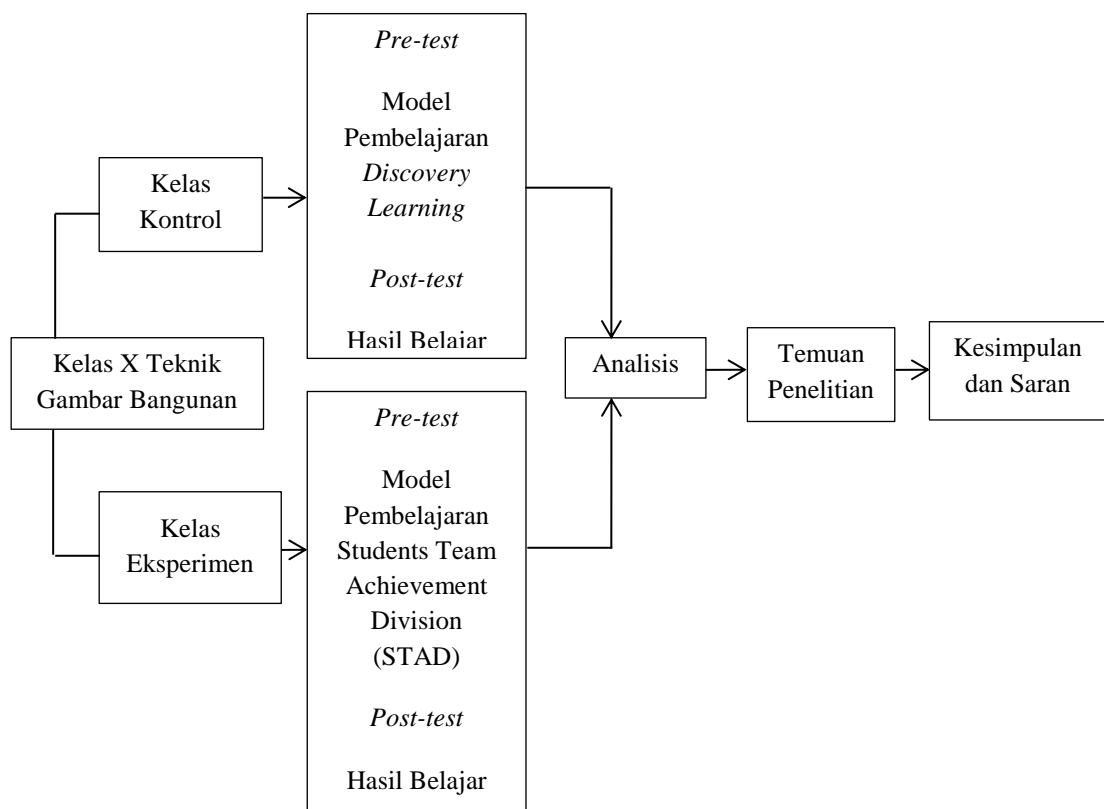 Pre-test
Model
Pembelajaran
Discovery
Learning
Post-test
Hasil Belajar
Kelas
Kontrol
Kelas X Teknik
Gambar Bangunan
Kelas
Eksperimen
Pre-test
Model
Pembelajaran
Students Team
Achievement
Division
(STAD)
Post-test
Hasil Belajar
Analisis
Temuan
Penelitian
Kesimpulan
dan Saran